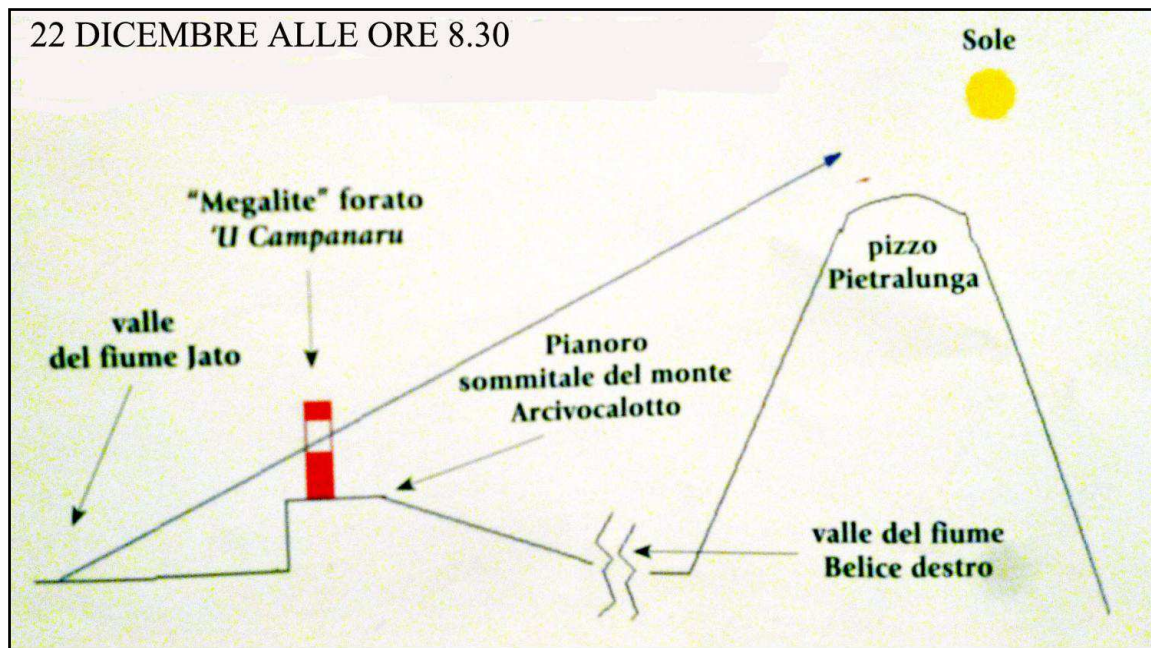 22 DICEMBRE ALLE ORE 8.30
Sole
"Megalite" forato
'U Campanaru
pizzo
Pietralunga
valle
del fiume Jato
Pianoro
sommitale del monte
Arcivocalotto
valle del fiume
Belice destro